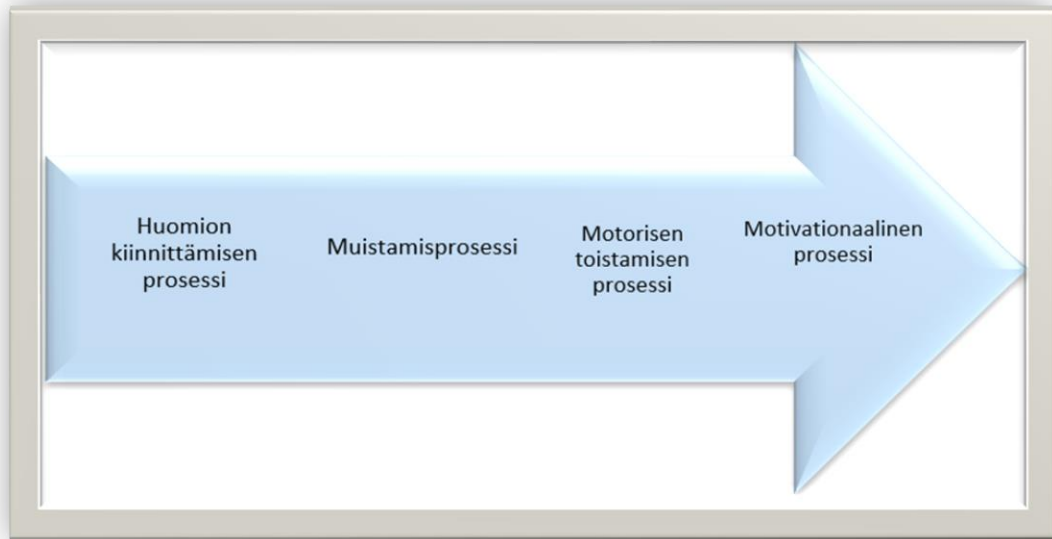 Huomion
kiinnittämisen
prosessi
Muistamisprosessi
Motorisen
toistamisen
prosessi
Motivationaalinen
prosessi